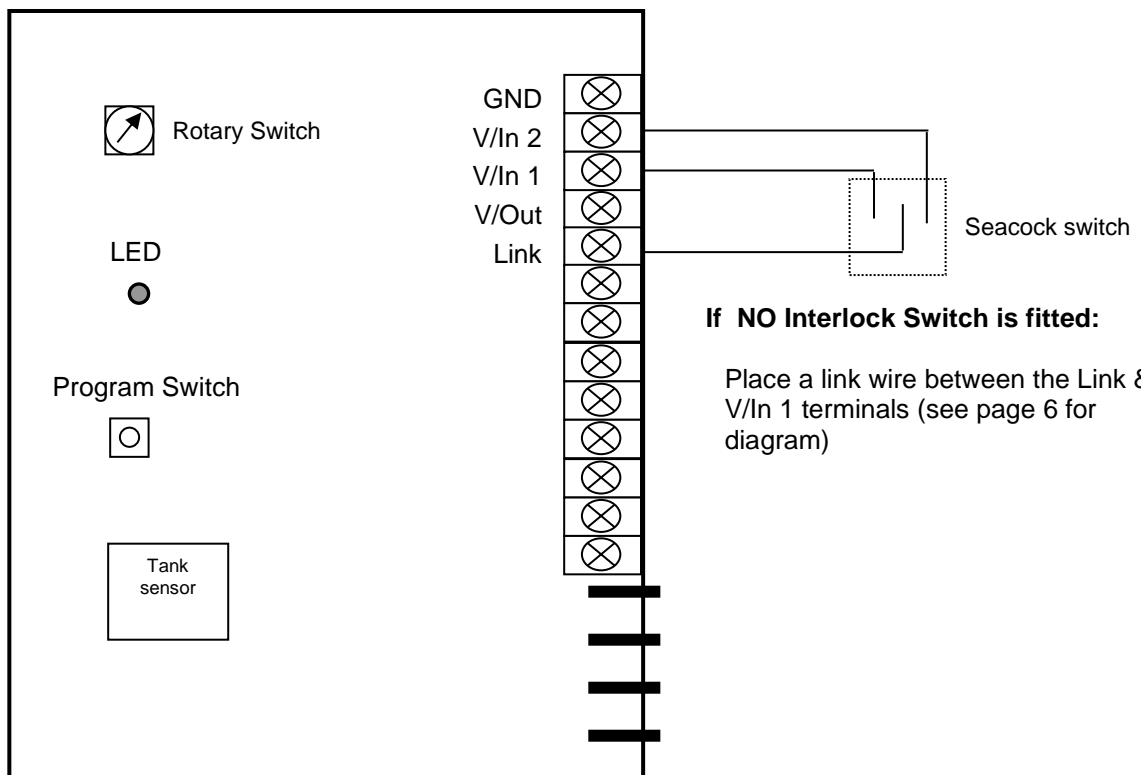 GND
Rotary Switch
V/In 2
V/In 1
V/Out
Seacock switch
LED
Link
If NO Interlock Switch is fitted:
Program Switch
Place a link wire between the Link &
V/In 1 terminals (see page 6 for
diagram)
Tank
sensor